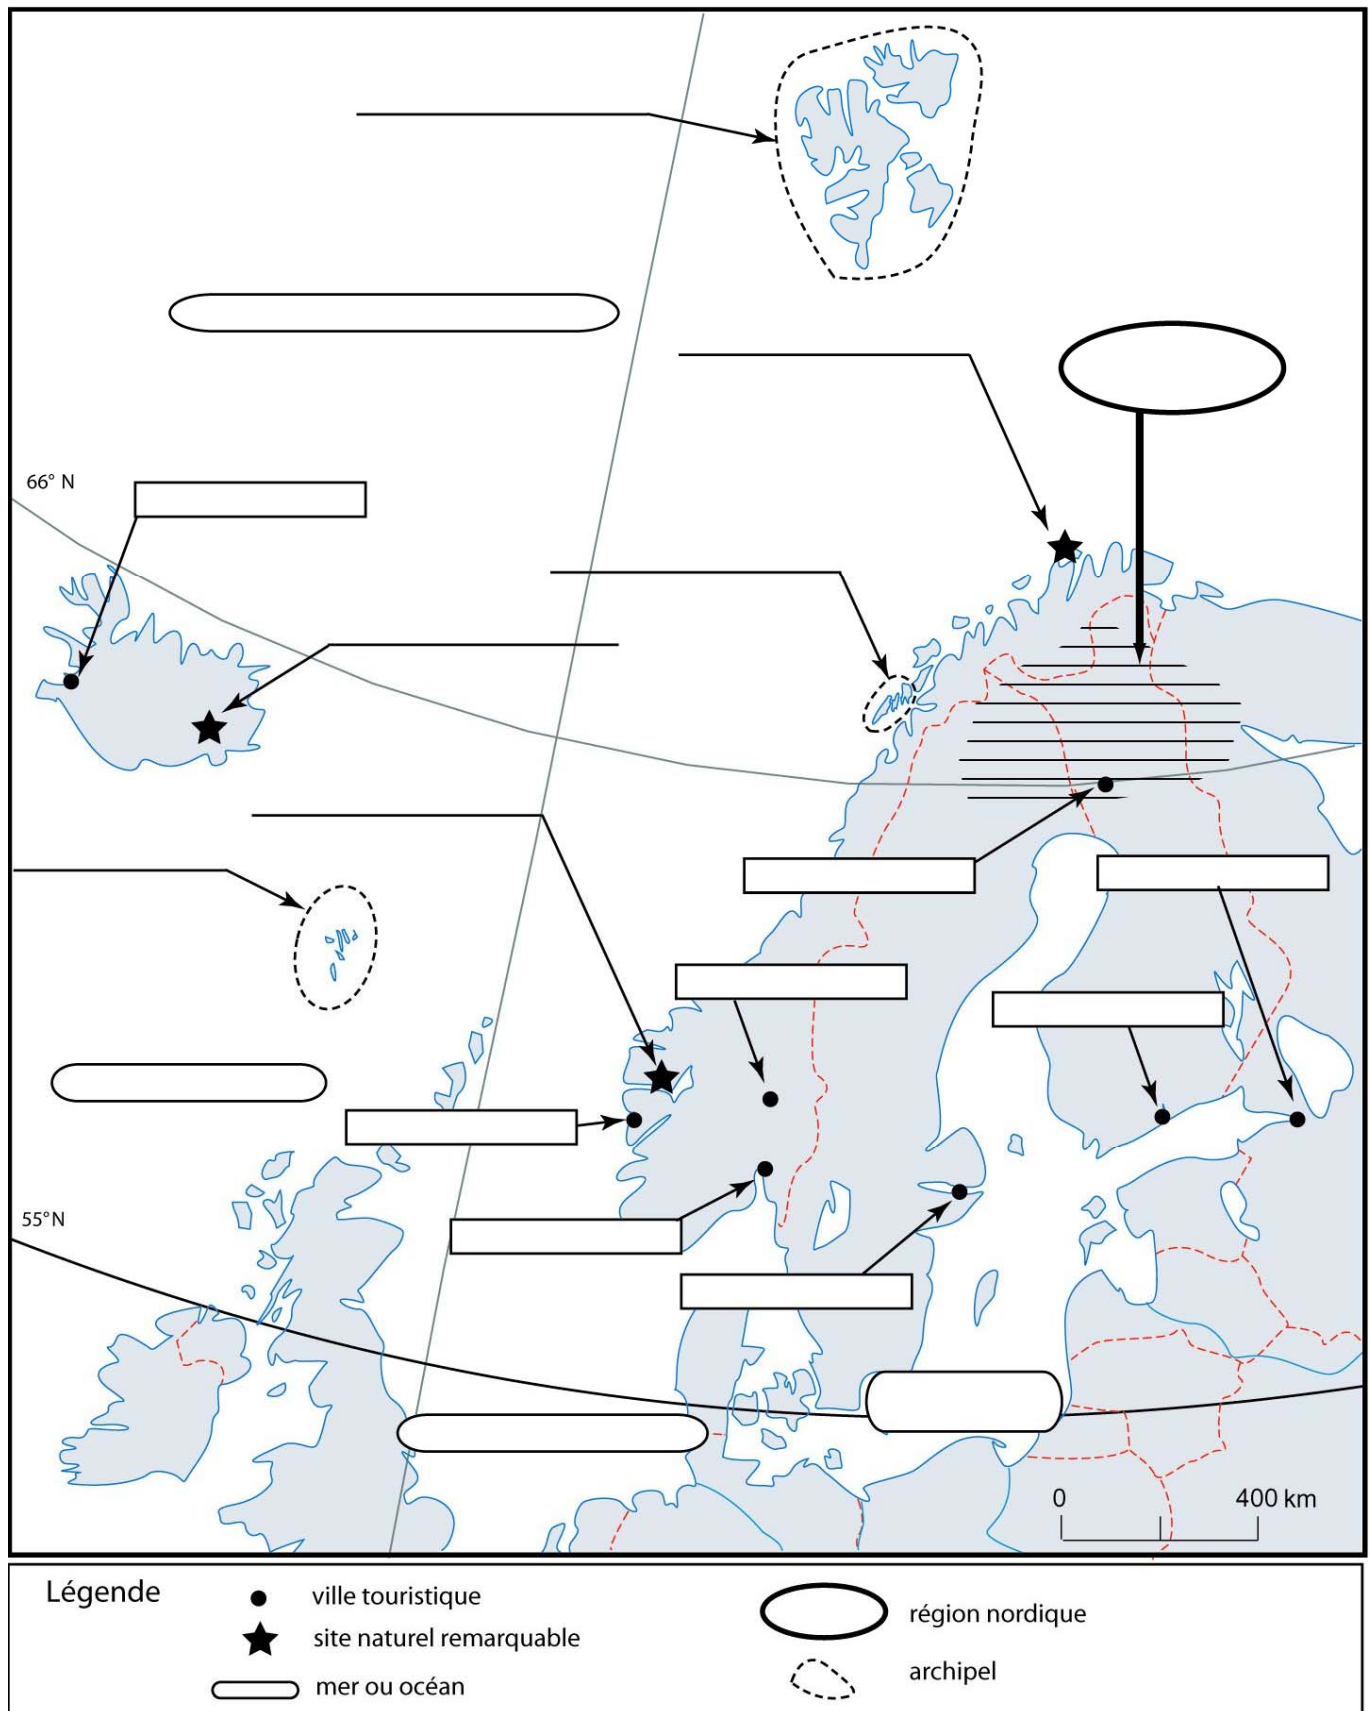 66° N
55°N
0 400 km
Légende
ville touristique
site naturel remarquable
mer ou océan
région nordique
archipel